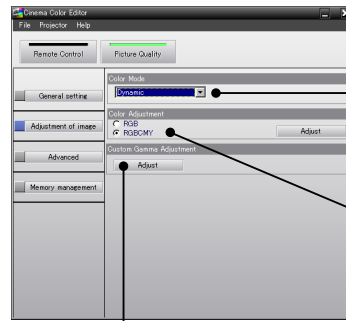 Cinema Color Editor
File Projector Help
Remote Control Picture Quality
Color Mode
General setting Dynamic
Color Adjustment
Adjustment of image RGB
RGBCMY Adjust
Custom Gamma Adjustment
Advanced Adjust
Memory management